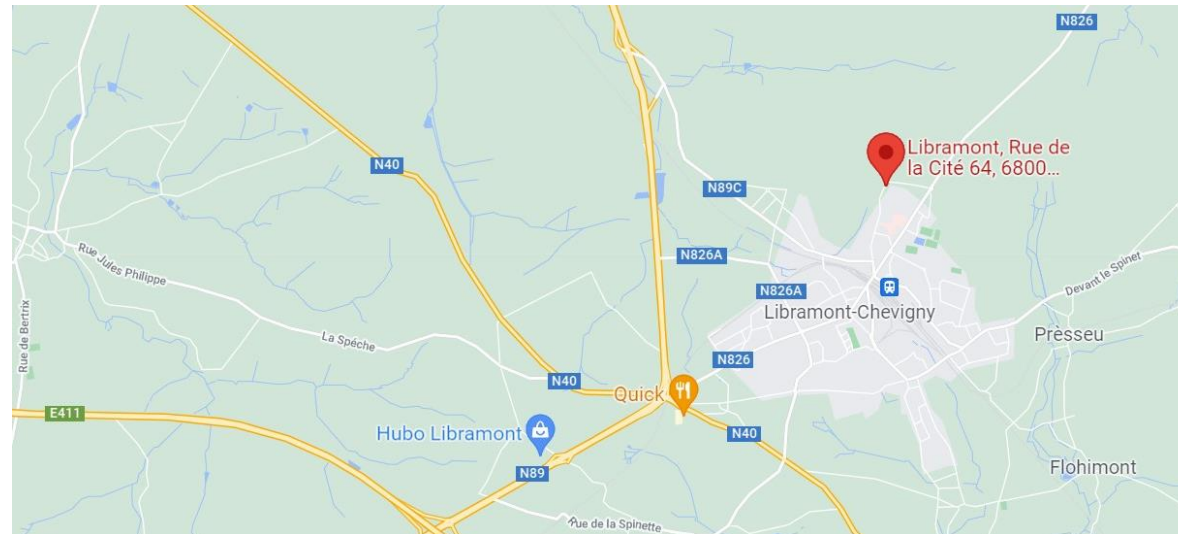 N826
Libramont, Rue de
la Cité 64, 6800...
N40
N89C
Rue Jules Philippe
N826A
Devant le Spinet
N826A
Libramont-Chevigny
Rue de Bertrix
La Spéche
Prèsseu
N826
N40
Quick
E411
Hubo Libramont
N40
N89
Flohimont
Rue de la Spinette